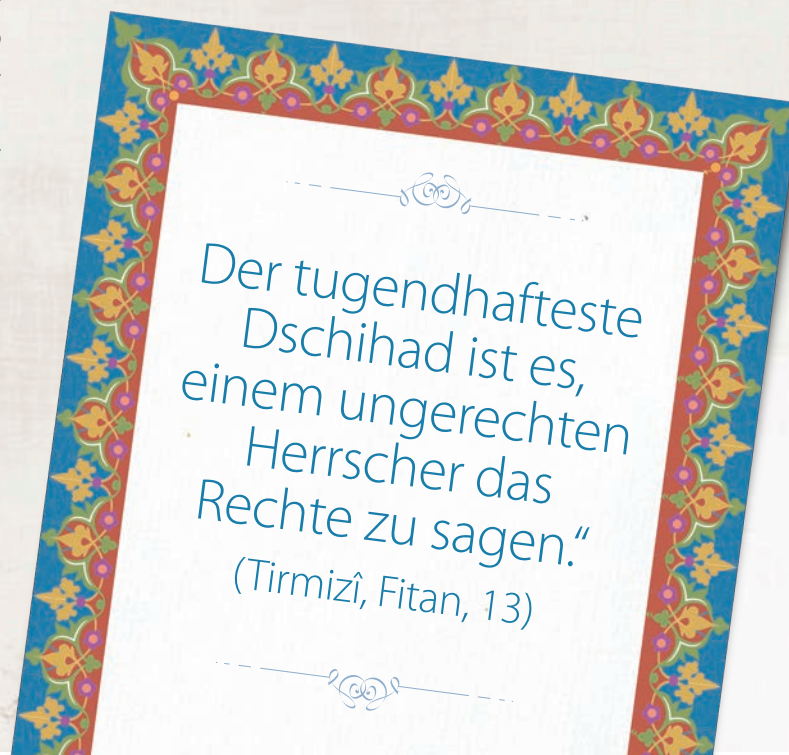 Der tugendhafteste
Dschihad ist es,
einem ungerechten
Herrscher das
Rechte zu sagen.“
(Tirmizî, Fitan, 13)